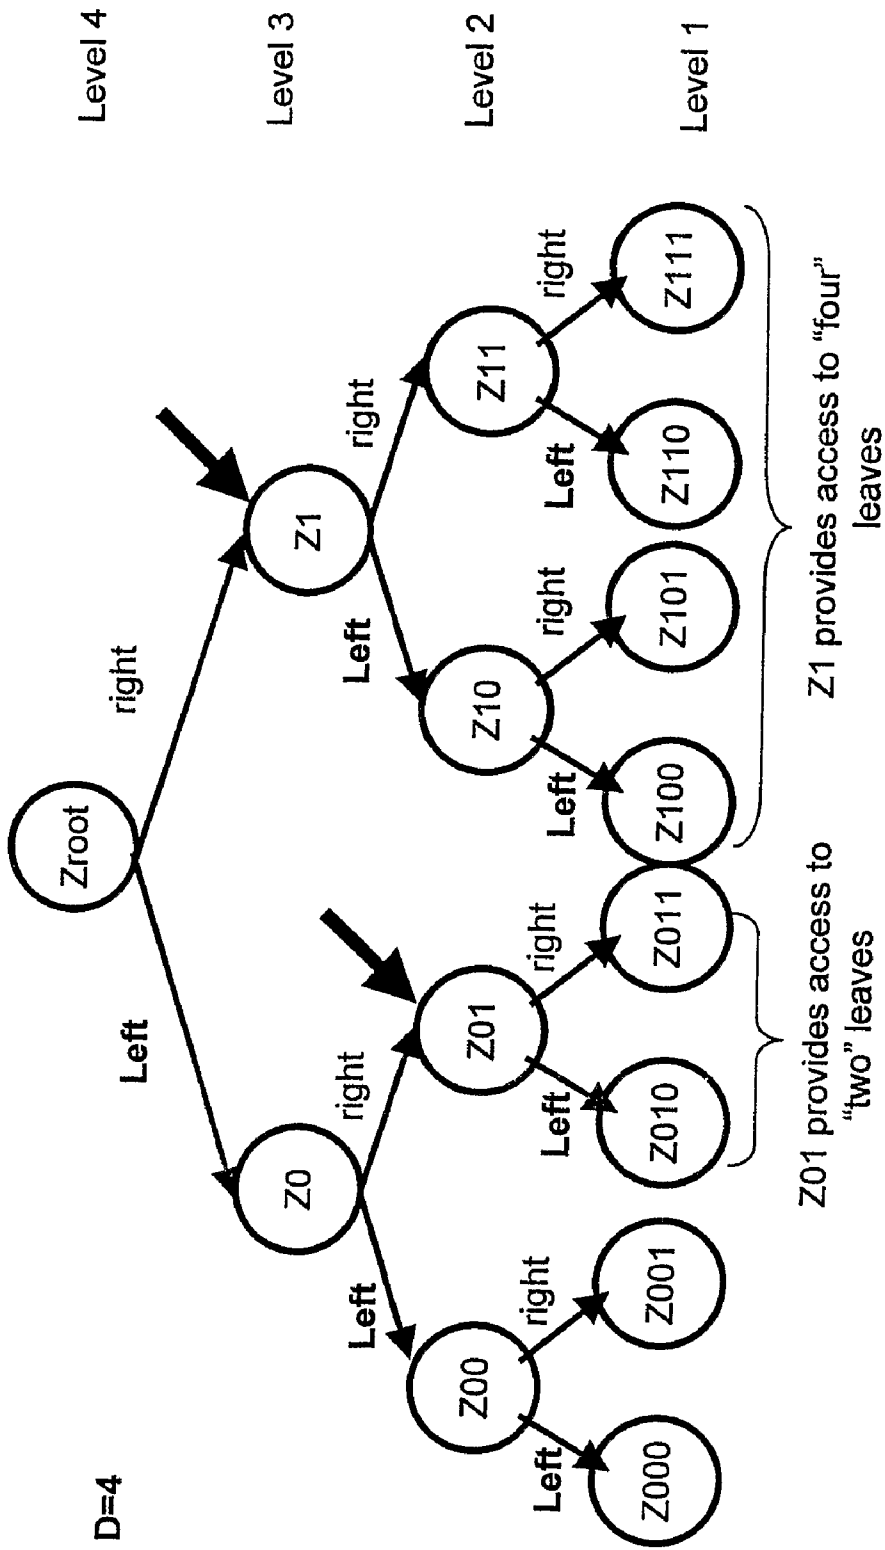 D=4
Zroot
Level 4
Left
right
Z0
Z1
Level 3
Left
right
Left
right
Z00
Z01
Z10
Z11
Level 2
Left
right
Left
right
Left
right
Left
right
Z000
Z001
Z010
Z011
Z100
Z101
Z110
Z111
Level 1
Z01 provides access to
“two” leaves
Z1 provides access to “four”
leaves